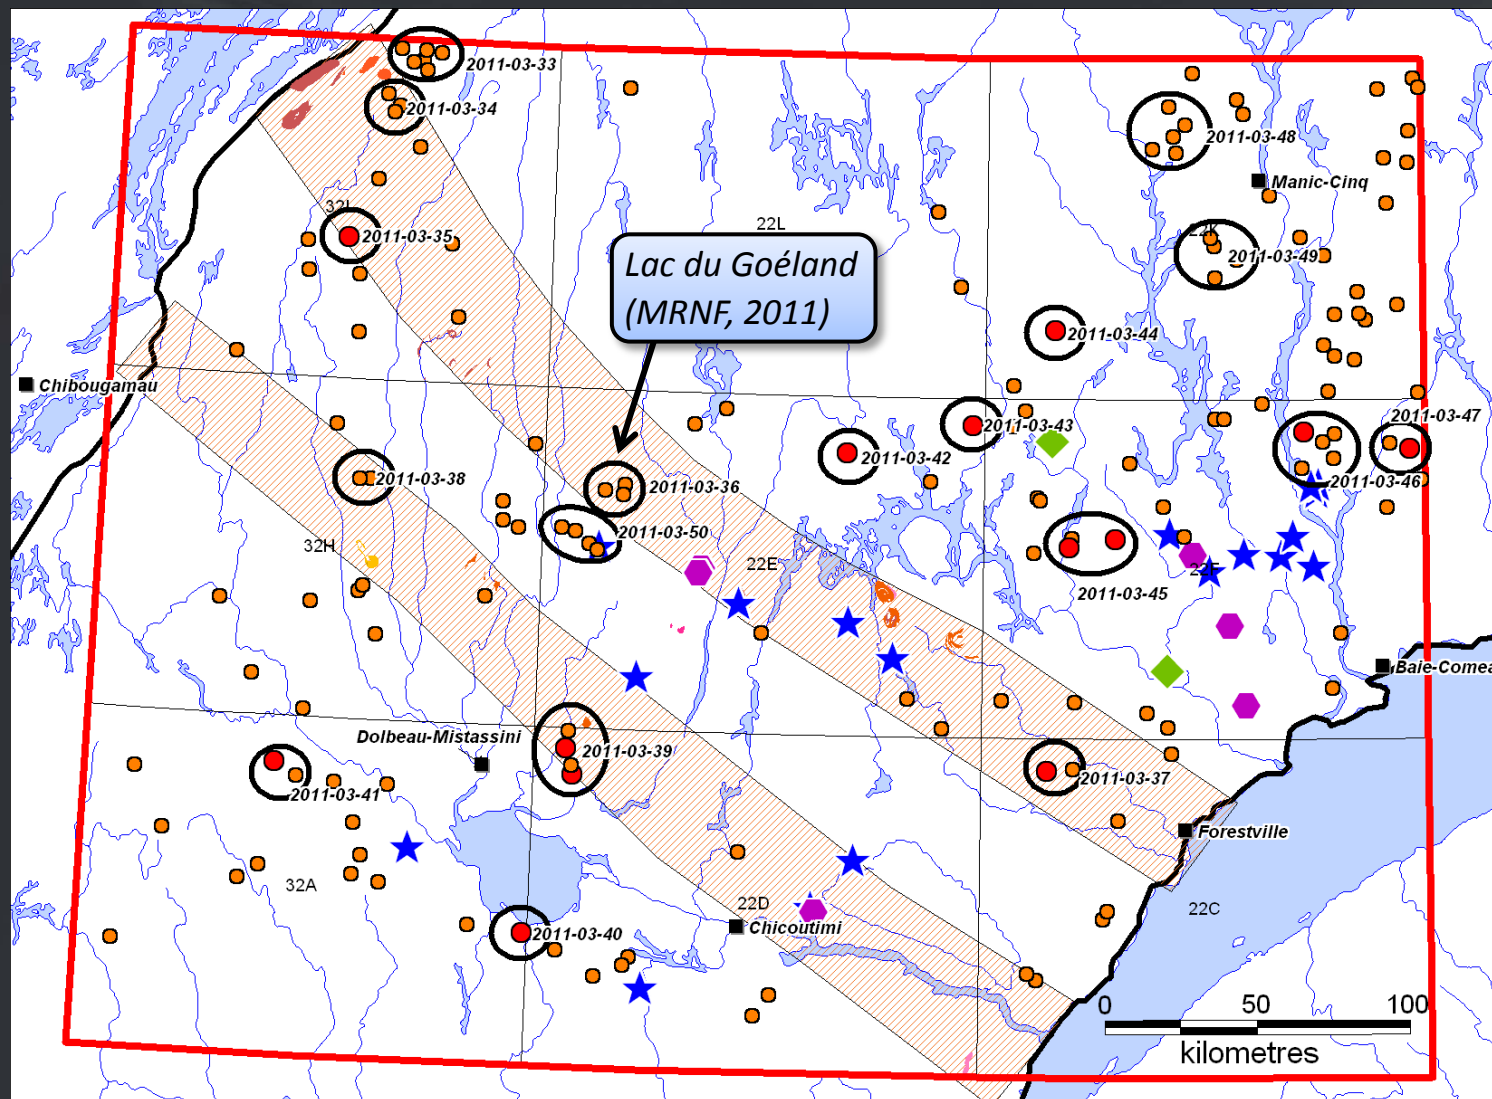 2011-03-33
2011-03-34
2011-03-48
Manic-Cinq
32I
22L
2011-03-35
22K
2011-03-49
Lac du Goéland
(MRNF, 2011)
2011-03-44
Chibougamau
2011-03-47
2011-03-43
2011-03-42
2011-03-38
2011-03-36
2011-03-46
2011-03-50
32H
22E
22F
2011-03-45
Baie-Comea
Dolbeau-Mistassini
2011-03-39
2011-03-37
2011-03-41
Forestville
32A
22D
22C
Chicoutimi
2011-03-40
0 50 100
kilometres